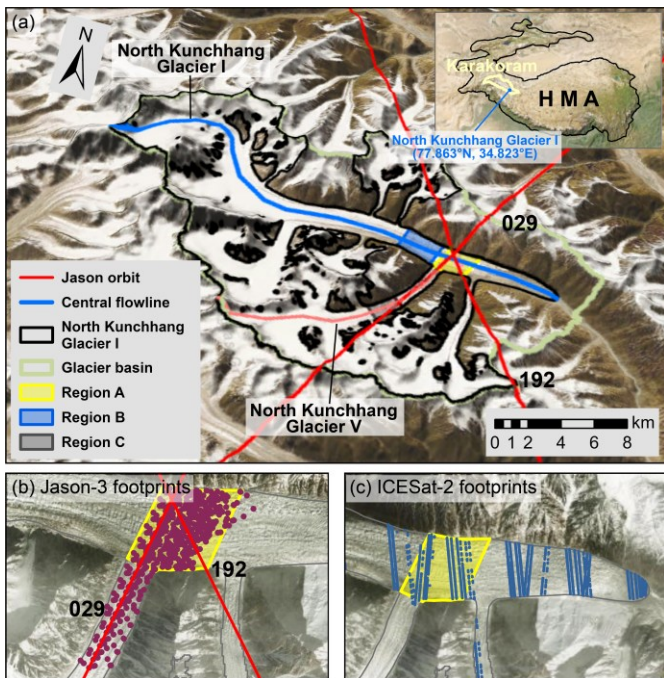 (a)
N
North Kunchhang
Glacier I
Karakoram
HMA
North Kunchhang Glacier I
(77.863°N, 34.823°E)
029
Jason orbit
Central flowline
North Kunchhang
Glacier I
Glacier basin
Region A
Region B
Region C
192
North Kunchhang
Glacier V
km
0 1 2 4 6 8
(b) Jason-3 footprints
192
029
(c) ICESat-2 footprints